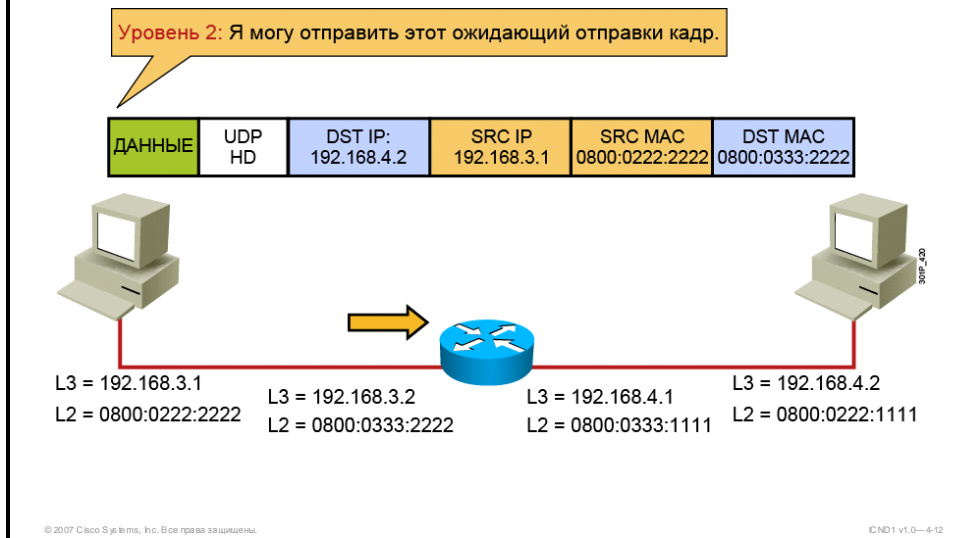 Уровень 2: Я могу отправить этот ожидающий отправки кадр.
ДАННЫЕ
UDP
HD
DST IP:
192.168.4.2
SRC IP
192.168.3.1
SRC MAC
0800:0222:2222
DST MAC
0800:0333:2222
301P_420
L3 = 192.168.3.1
L2 = 0800:0222:2222
L3 = 192.168.3.2
L2 = 0800:0333:2222
L3 = 192.168.4.1
L2 = 0800:0333:1111
L3 = 192.168.4.2
L2 = 0800:0222:1111
© 2007 Cisco Systems, Inc. Все права защищены.
ICND1 v1.0—4-12